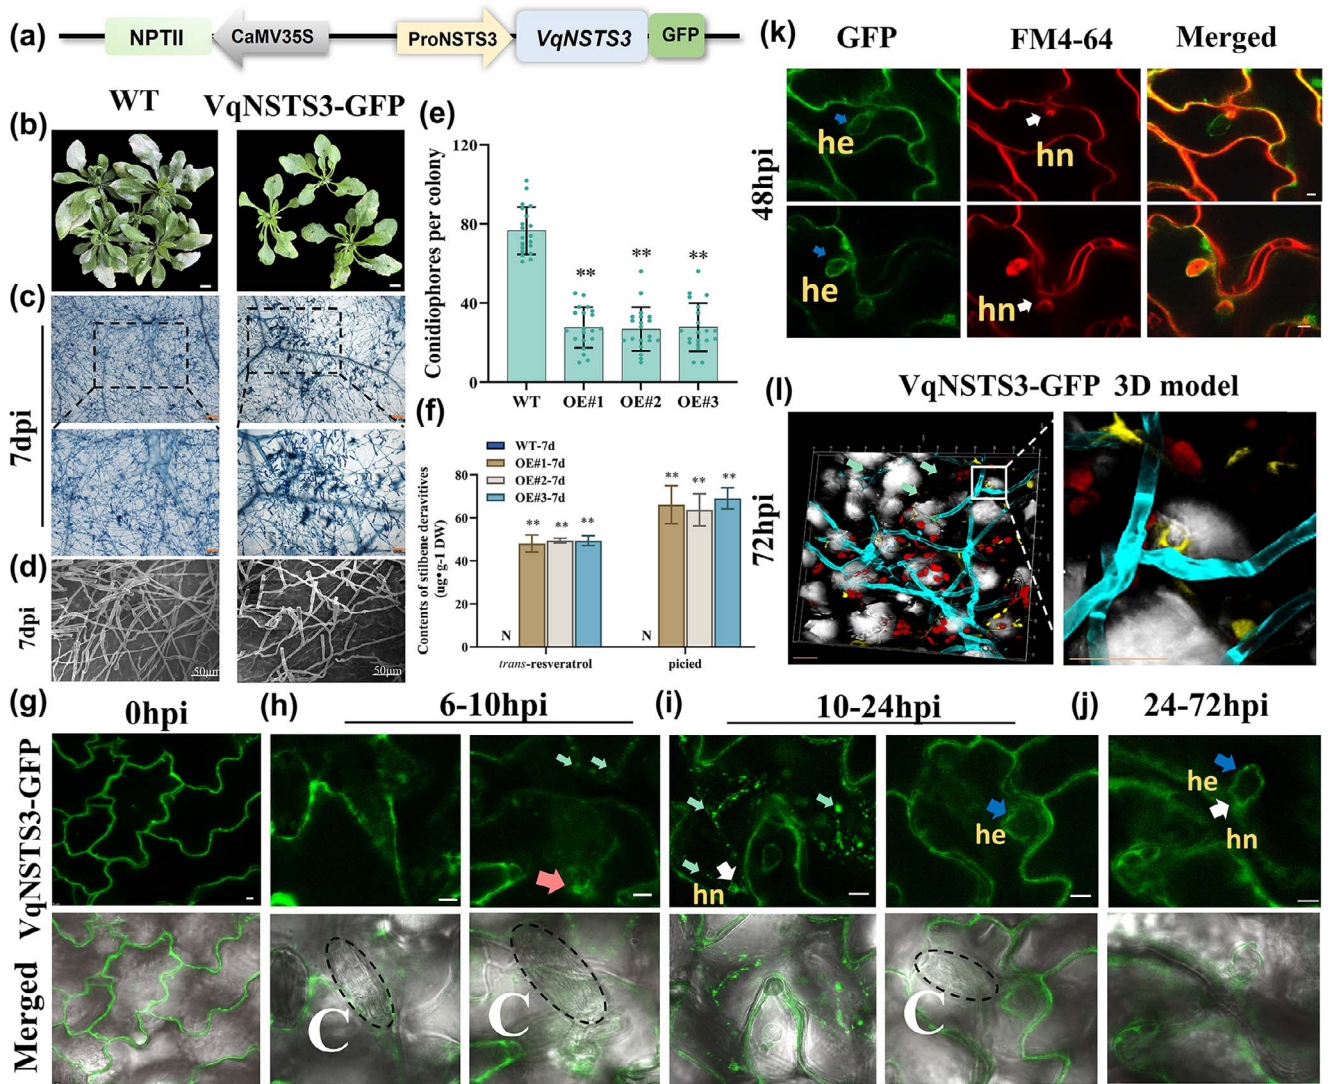 (a)
NPTII
CaMV35S
ProNSTS3
VqNSTS3
GFP
WT
VqNSTS3-GFP
(b)
(c)
7dpi
(d)
7dpi
50μm
50μm
(e)
Conidiophores per colony
120
80
40
0
**
**
**
WT
OE#1
OE#2
OE#3
(f)
WT-7d
OE#1-7d
OE#2-7d
OE#3-7d
Contents of stilbene deravitives
(ug•g-1 DW)
80
60
40
20
0
**
**
**
**
**
**
N
N
trans-resveratrol
picied
(k)
GFP
FM4-64
Merged
48hpi
he
hn
he
hn
(l)
VqNSTS3-GFP 3D model
72hpi
(g)
0hpi
(h)
6-10hpi
(i)
10-24hpi
(j)
24-72hpi
VqNSTS3-GFP
hn
he
he
hn
Merged
C
C
C